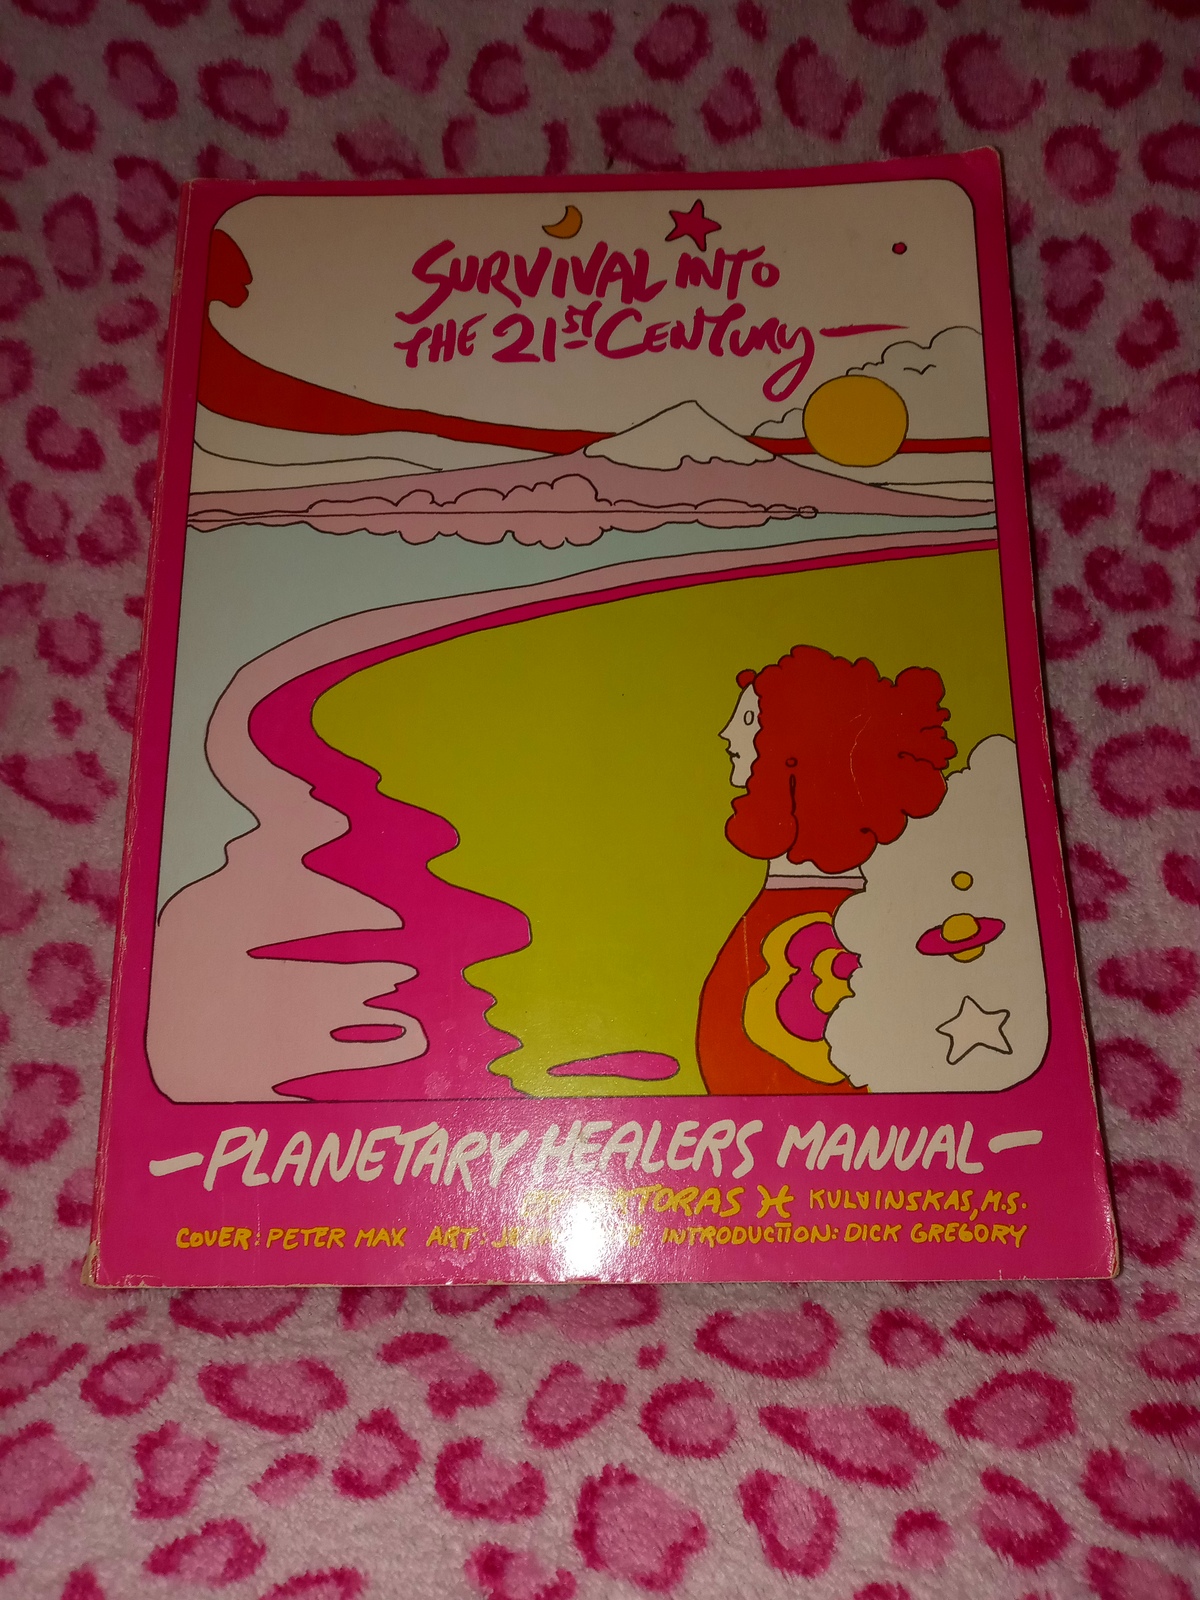 SURVIVAL INTO
THE 21ST CENTURY—
—PLANETARY HEALERS MANUAL—
KULVINSKAS, M.S.
COVER: PETER MAX ART: INTRODUCTION: DICK GREGORY